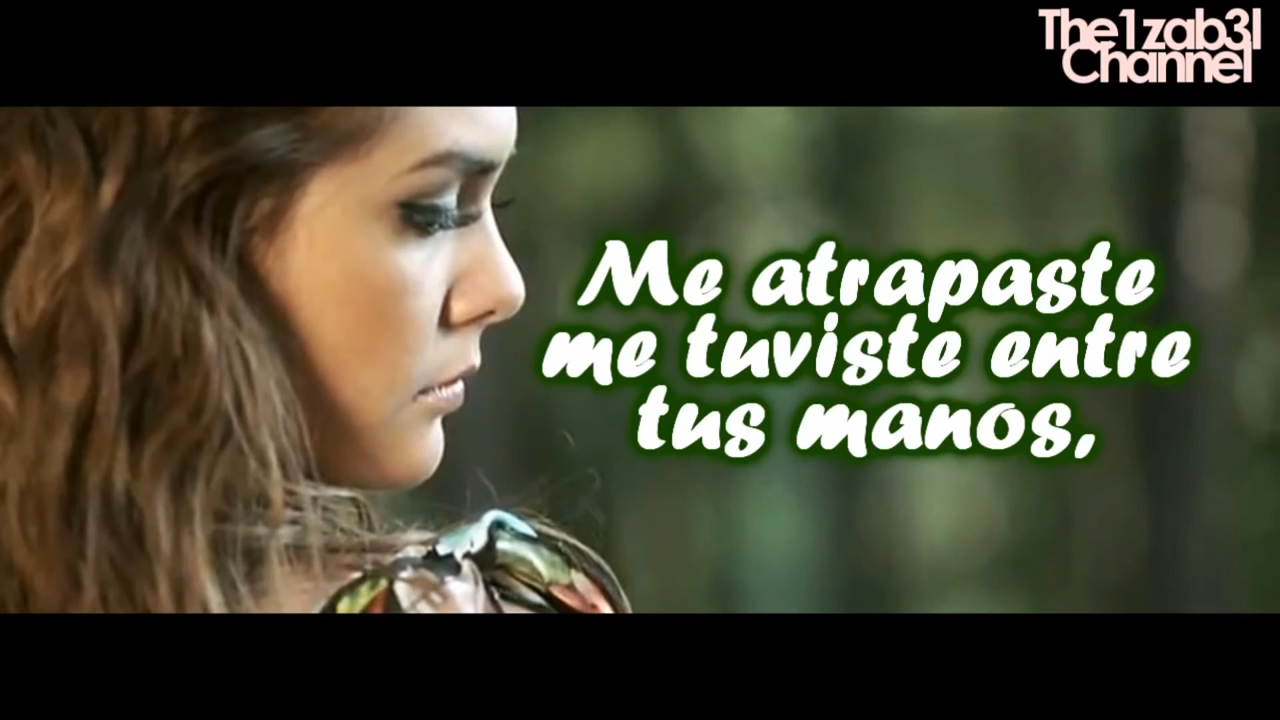 The1zab3l
Channel
Me atrapaste
me tuviste entre
tus manos,